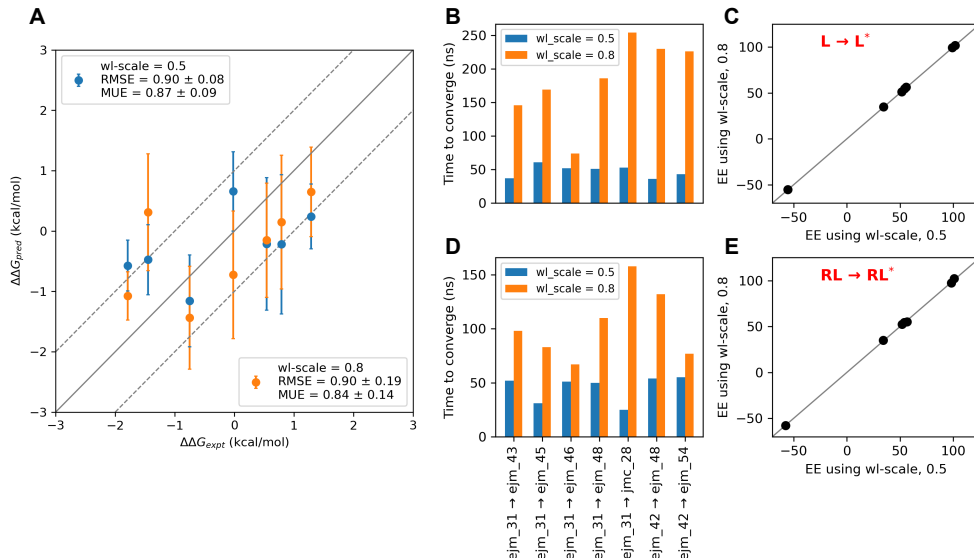 A
3
2
1
0
−1
−2
−3
−3
−2
−1
0
1
2
3
ΔΔG_pred (kcal/mol)
ΔΔG_expt (kcal/mol)
wl-scale = 0.5
RMSE = 0.90 ± 0.08
MUE = 0.87 ± 0.09
wl-scale = 0.8
RMSE = 0.90 ± 0.19
MUE = 0.84 ± 0.14
B
Time to converge (ns)
250
200
150
100
50
0
wl_scale = 0.5
wl_scale = 0.8
C
L → L*
EE using wl-scale, 0.8
100
50
0
−50
−50
0
50
100
EE using wl-scale, 0.5
D
Time to converge (ns)
150
100
50
0
wl_scale = 0.5
wl_scale = 0.8
ejm_31 → ejm_43
ejm_31 → ejm_45
ejm_31 → ejm_46
ejm_31 → ejm_48
ejm_31 → jmc_28
ejm_42 → ejm_48
ejm_42 → ejm_54
E
RL → RL*
EE using wl-scale, 0.8
100
50
0
−50
−50
0
50
100
EE using wl-scale, 0.5